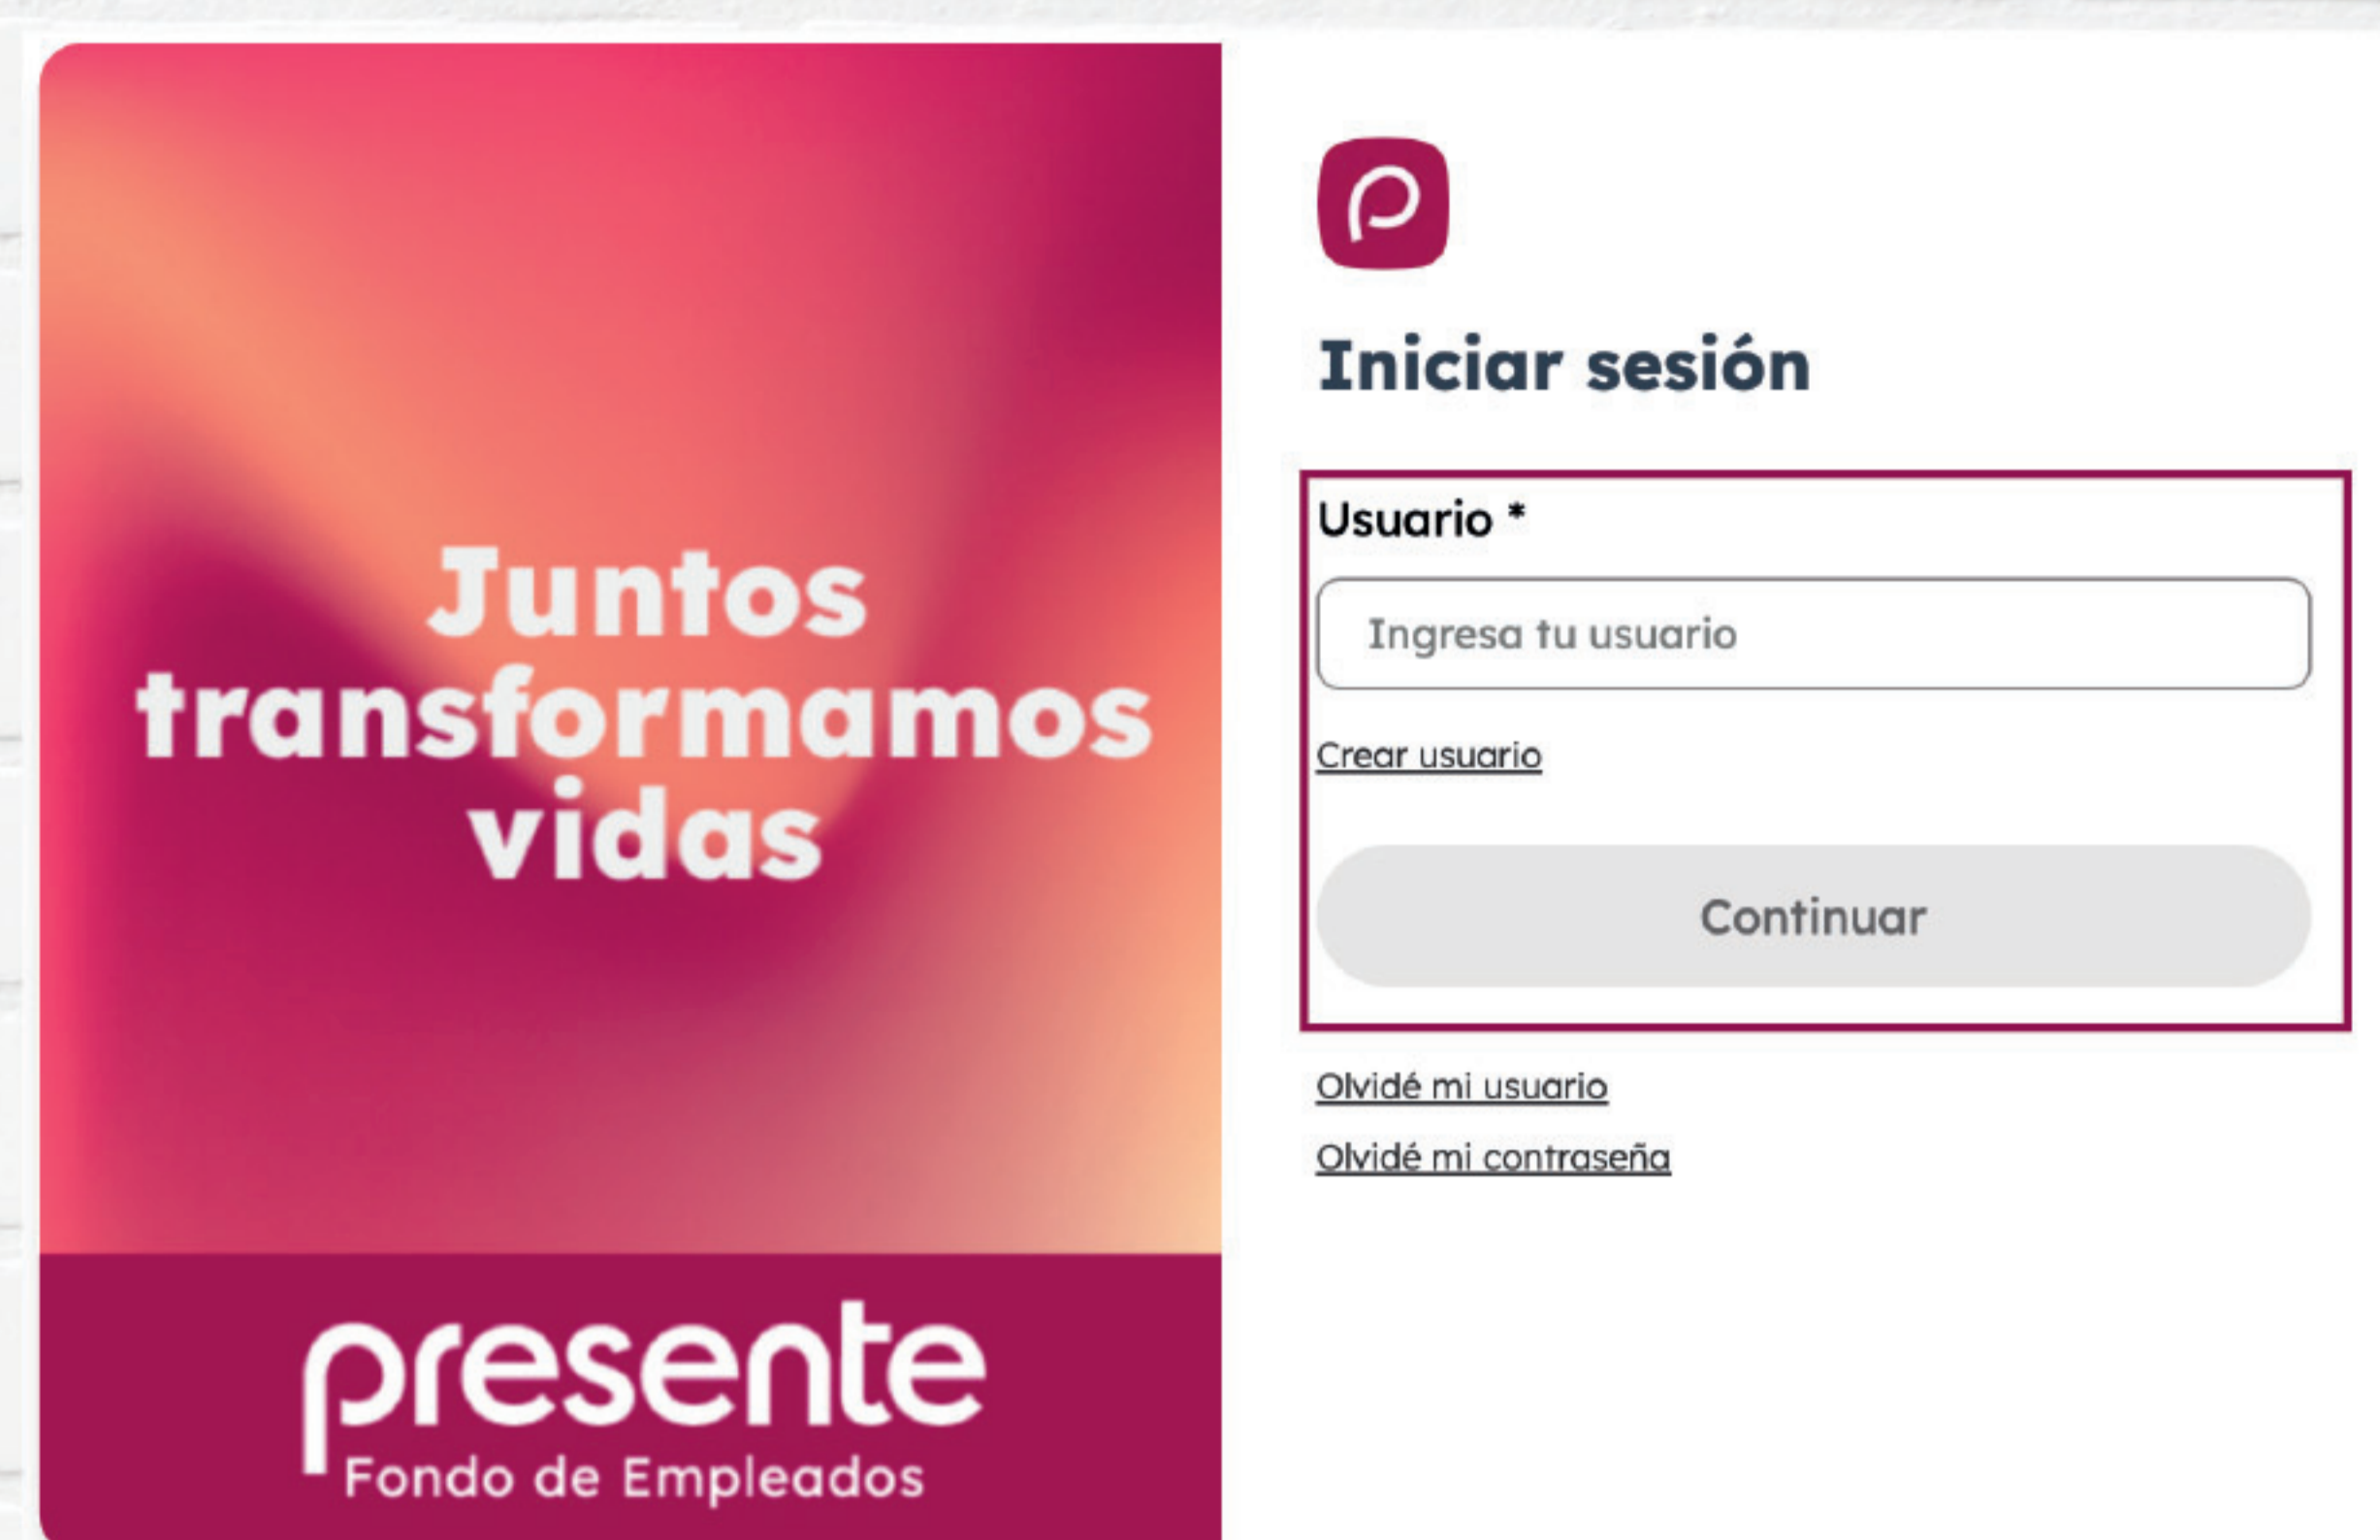 Juntos
transformamos
vidas
presente
Fondo de Empleados
Iniciar sesión
Usuario *
Ingresa tu usuario
Crear usuario
Continuar
Olvidé mi usuario
Olvidé mi contraseña